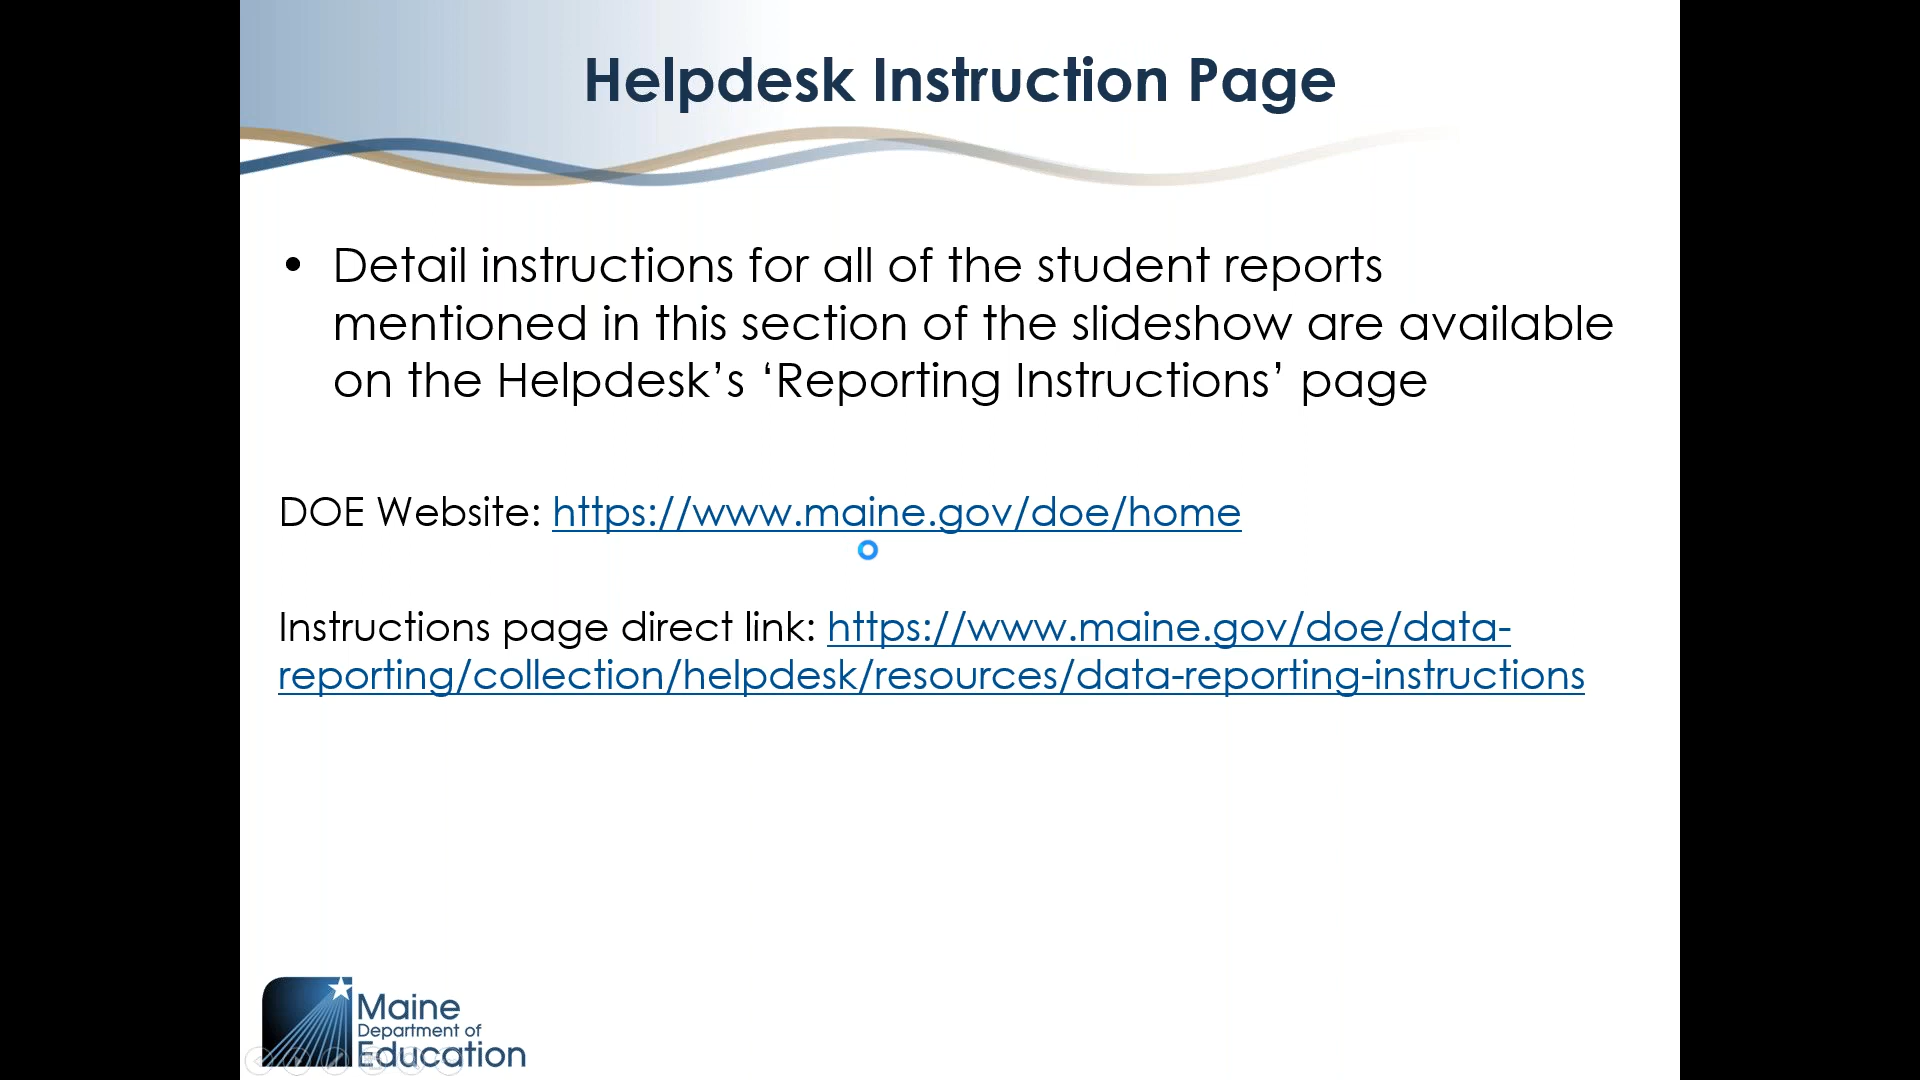 Helpdesk Instruction Page
• Detail instructions for all of the student reports
mentioned in this section of the slideshow are available
on the Helpdesk’s ‘Reporting Instructions’ page
DOE Website: https://www.maine.gov/doe/home
Instructions page direct link: https://www.maine.gov/doe/data-
reporting/collection/helpdesk/resources/data-reporting-instructions
Maine
Department of
Education